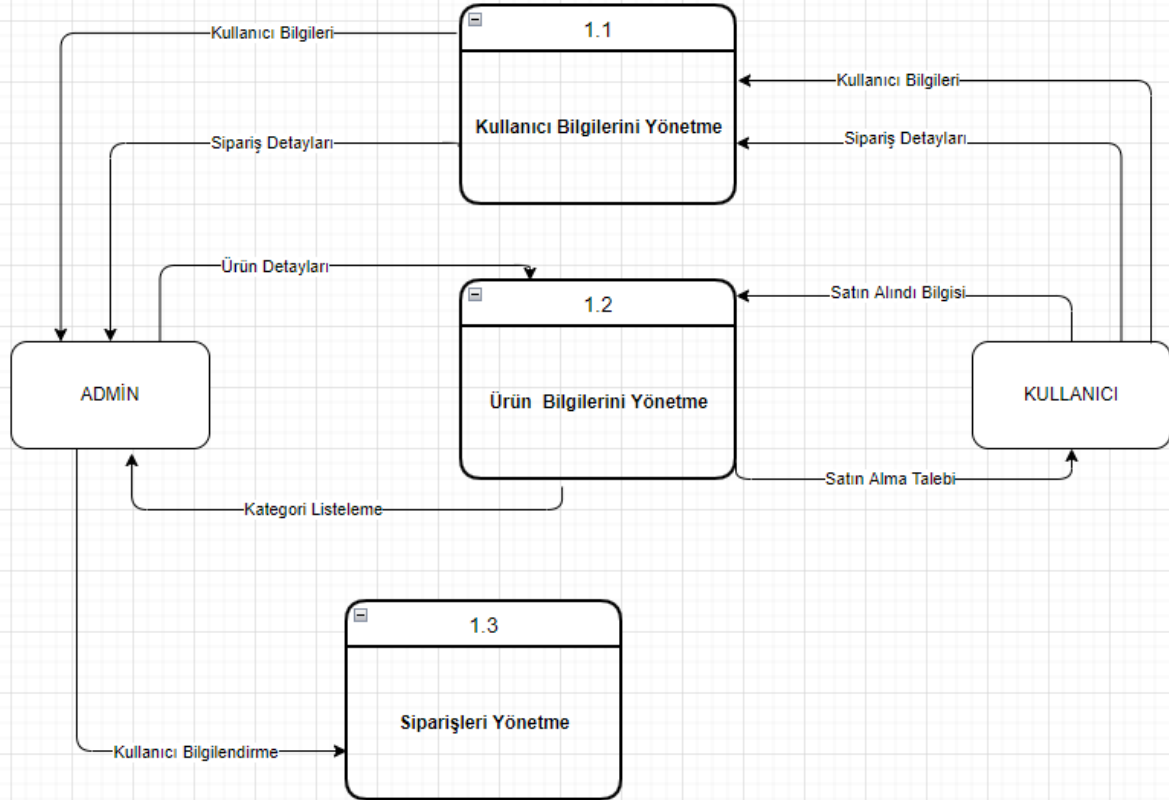 1.1
Kullanıcı Bilgileri
Kullanıcı Bilgileri
Kullanıcı Bilgilerini Yönetme
Sipariş Detayları
Sipariş Detayları
Ürün Detayları
1.2
Satın Alındı Bilgisi
ADMİN
Ürün Bilgilerini Yönetme
KULLANICI
Satın Alma Talebi
Kategori Listeleme
1.3
Siparişleri Yönetme
Kullanıcı Bilgilendirme